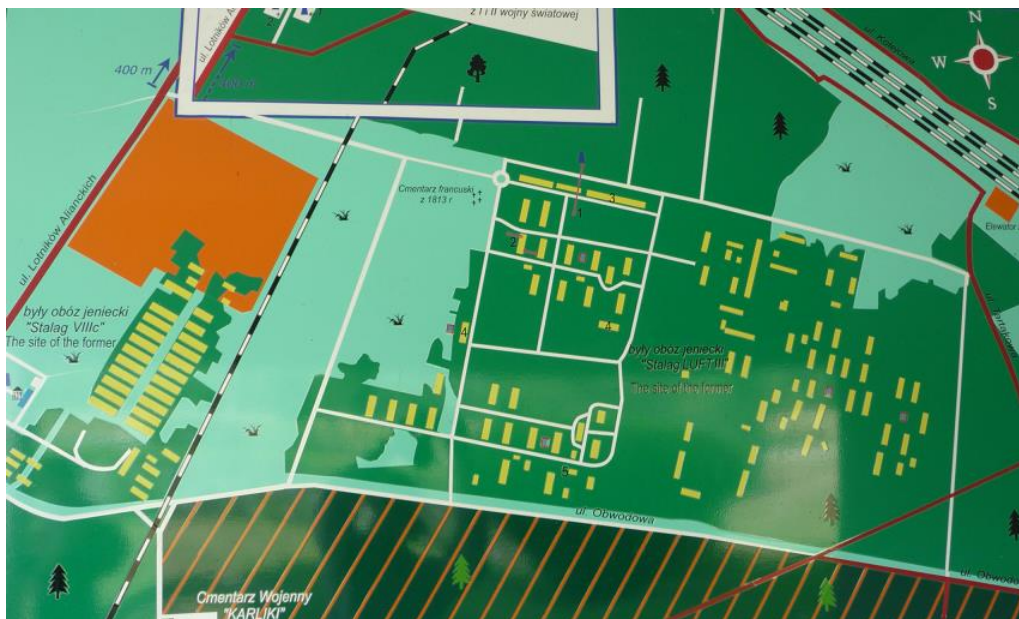 z I i II wojny światowej
ul. Lotników
400 m
400 m
ul. Kolejowa
N
W
S
Cmentarz francuski
z 1813 r
1
3
2
4
4
5
Elewator
ul. Lotników Alianckich
były obóz jeniecki
"Stalag VIIIc"
The site of the former
były obóz jeniecki
"Stalag LUFT III"
The site of the former
ul. Tartakowa
ul. Obwodowa
ul. Obwodowa
Cmentarz Wojenny
"KARLIKI"